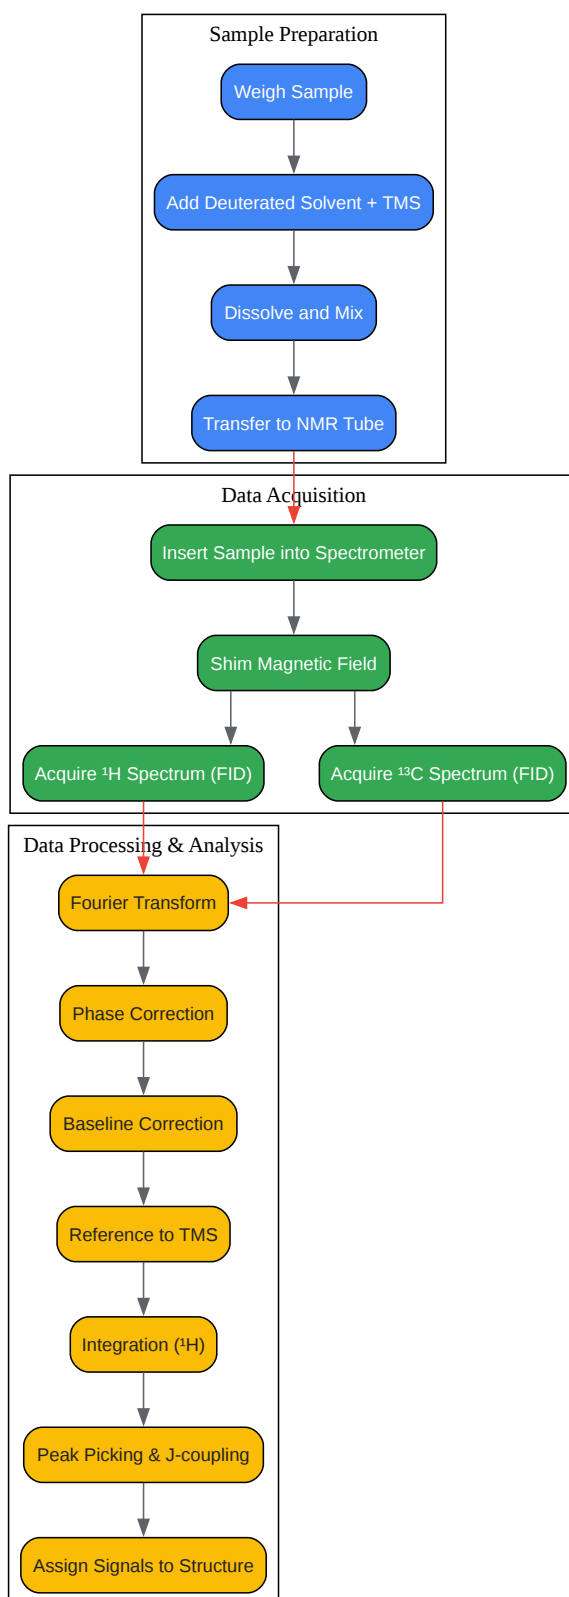 Sample Preparation
Weigh Sample
Add Deuterated Solvent + TMS
Dissolve and Mix
Transfer to NMR Tube
Data Acquisition
Insert Sample into Spectrometer
Shim Magnetic Field
Acquire ¹H Spectrum (FID)
Acquire ¹³C Spectrum (FID)
Data Processing & Analysis
Fourier Transform
Phase Correction
Baseline Correction
Reference to TMS
Integration (¹H)
Peak Picking & J-coupling
Assign Signals to Structure